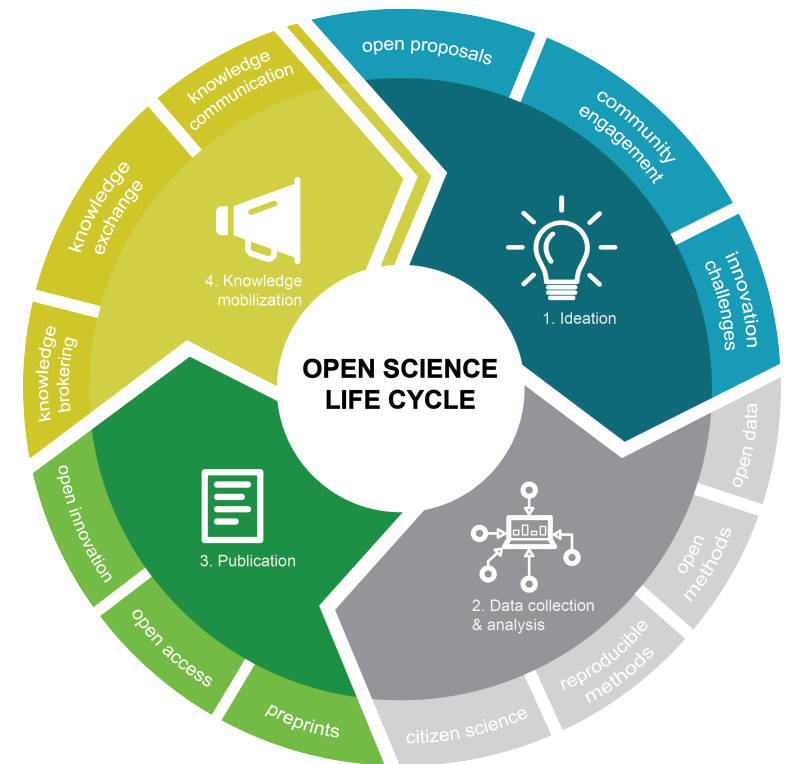 OPEN SCIENCE
LIFE CYCLE
1. Ideation
open proposals
community
engagement
innovation
challenges
2. Data collection
& analysis
open data
open
methods
reproducible
methods
citizen science
3. Publication
preprints
open access
open innovation
4. Knowledge
mobilization
knowledge
brokering
knowledge
exchange
knowledge
communication